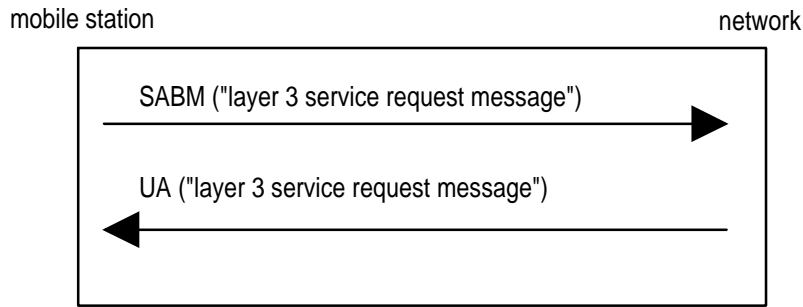 mobile station
network
SABM ("layer 3 service request message")
UA ("layer 3 service request message")